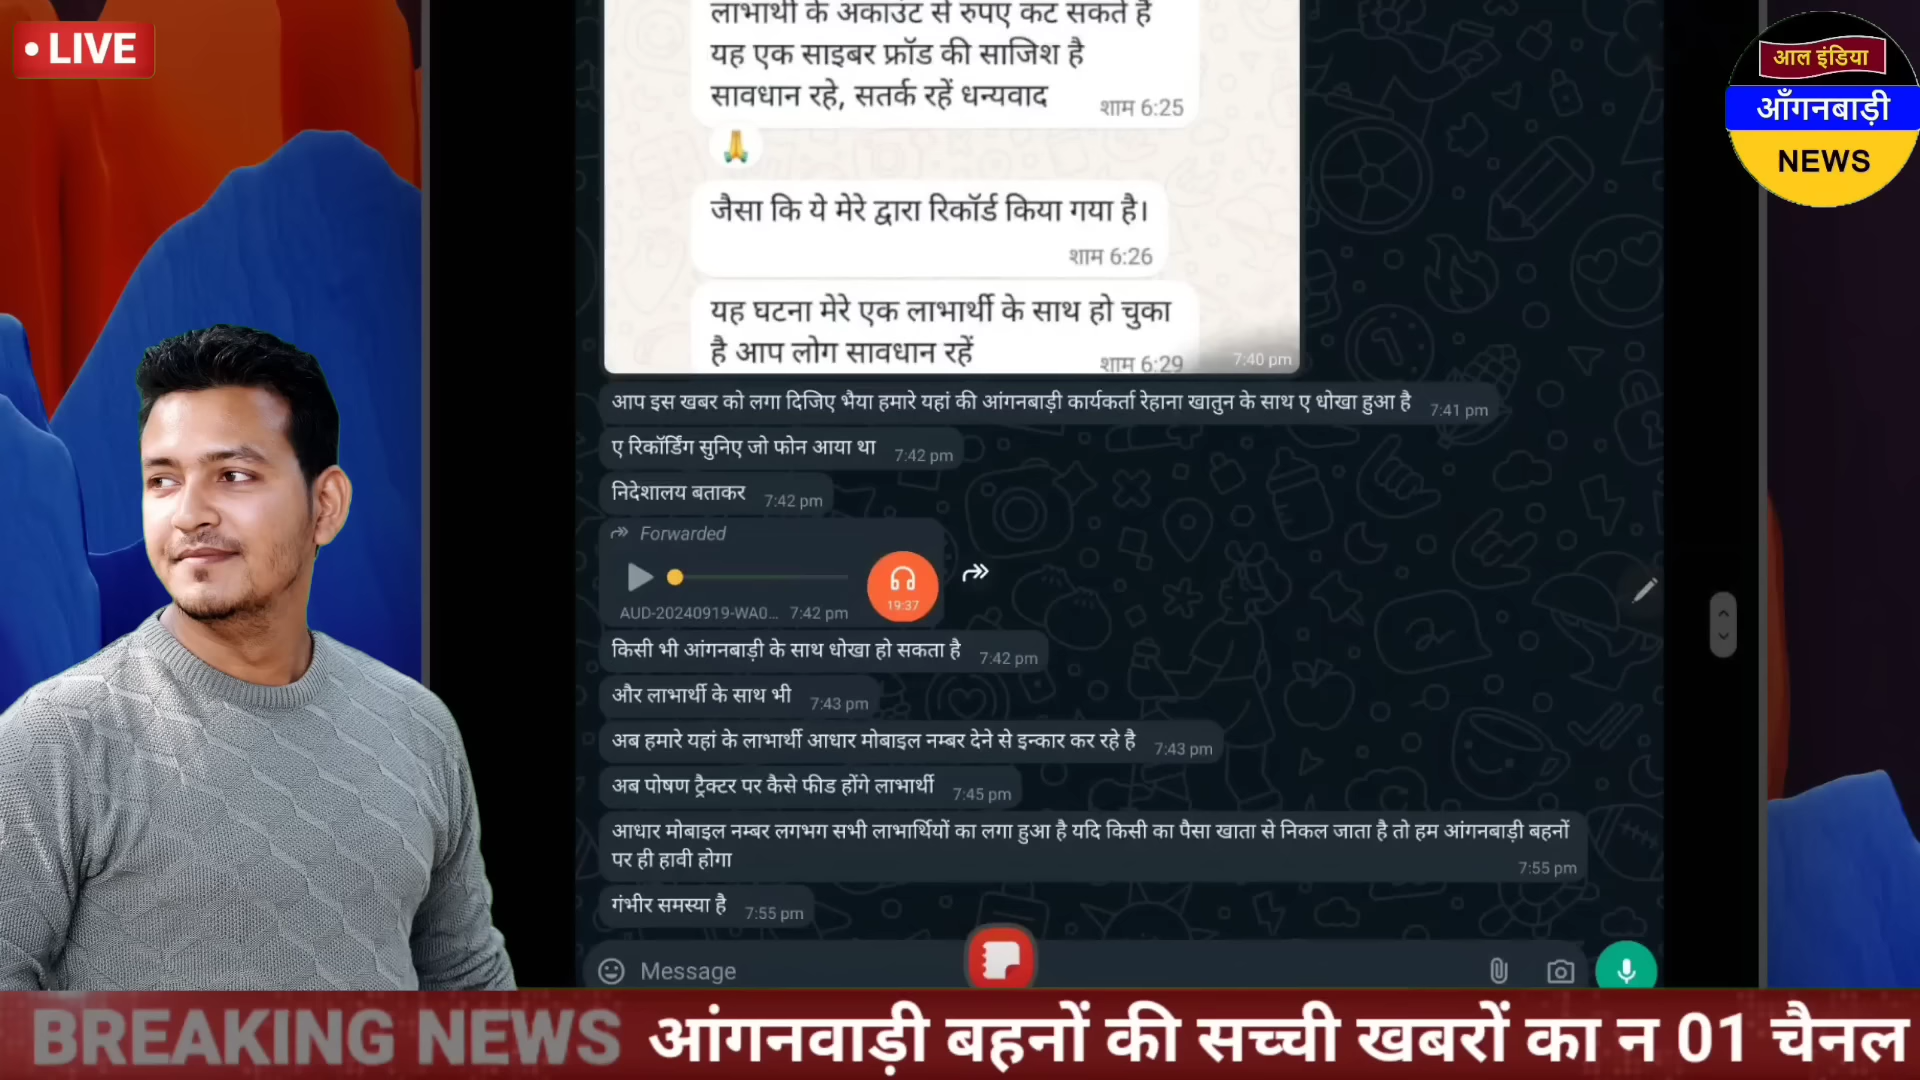 • LIVE
लाभार्थी के अकाउंट से रुपए कट सकते हैं
यह एक साइबर फ्रॉड की साजिश है
सावधान रहे, सतर्क रहें धन्यवाद
शाम 6:25
जैसा कि ये मेरे द्वारा रिकॉर्ड किया गया है।
शाम 6:26
यह घटना मेरे एक लाभार्थी के साथ हो चुका
है आप लोग सावधान रहें
शाम 6:29
7:40 pm
आप इस खबर को लगा दिजिए भैया हमारे यहां की आंगनबाड़ी कार्यकर्ता रेहाना खातुन के साथ ए धोखा हुआ है 7:41 pm
ए रिकॉर्डिंग सुनिए जो फोन आया था 7:42 pm
निदेशालय बताकर 7:42 pm
Forwarded
19:37
AUD-20240919-WA0... 7:42 pm
किसी भी आंगनबाड़ी के साथ धोखा हो सकता है 7:42 pm
और लाभार्थी के साथ भी 7:43 pm
अब हमारे यहां के लाभार्थी आधार मोबाइल नम्बर देने से इन्कार कर रहे है 7:43 pm
अब पोषण ट्रैक्टर पर कैसे फीड होंगे लाभार्थी 7:45 pm
आधार मोबाइल नम्बर लगभग सभी लाभार्थियों का लगा हुआ है यदि किसी का पैसा खाता से निकल जाता है तो हम आंगनबाड़ी बहनों
पर ही हावी होगा
7:55 pm
गंभीर समस्या है 7:55 pm
Message
आल इंडिया
आँगनबाड़ी
NEWS
BREAKING NEWS आंगनवाड़ी बहनों की सच्ची खबरों का न 01 चैनल